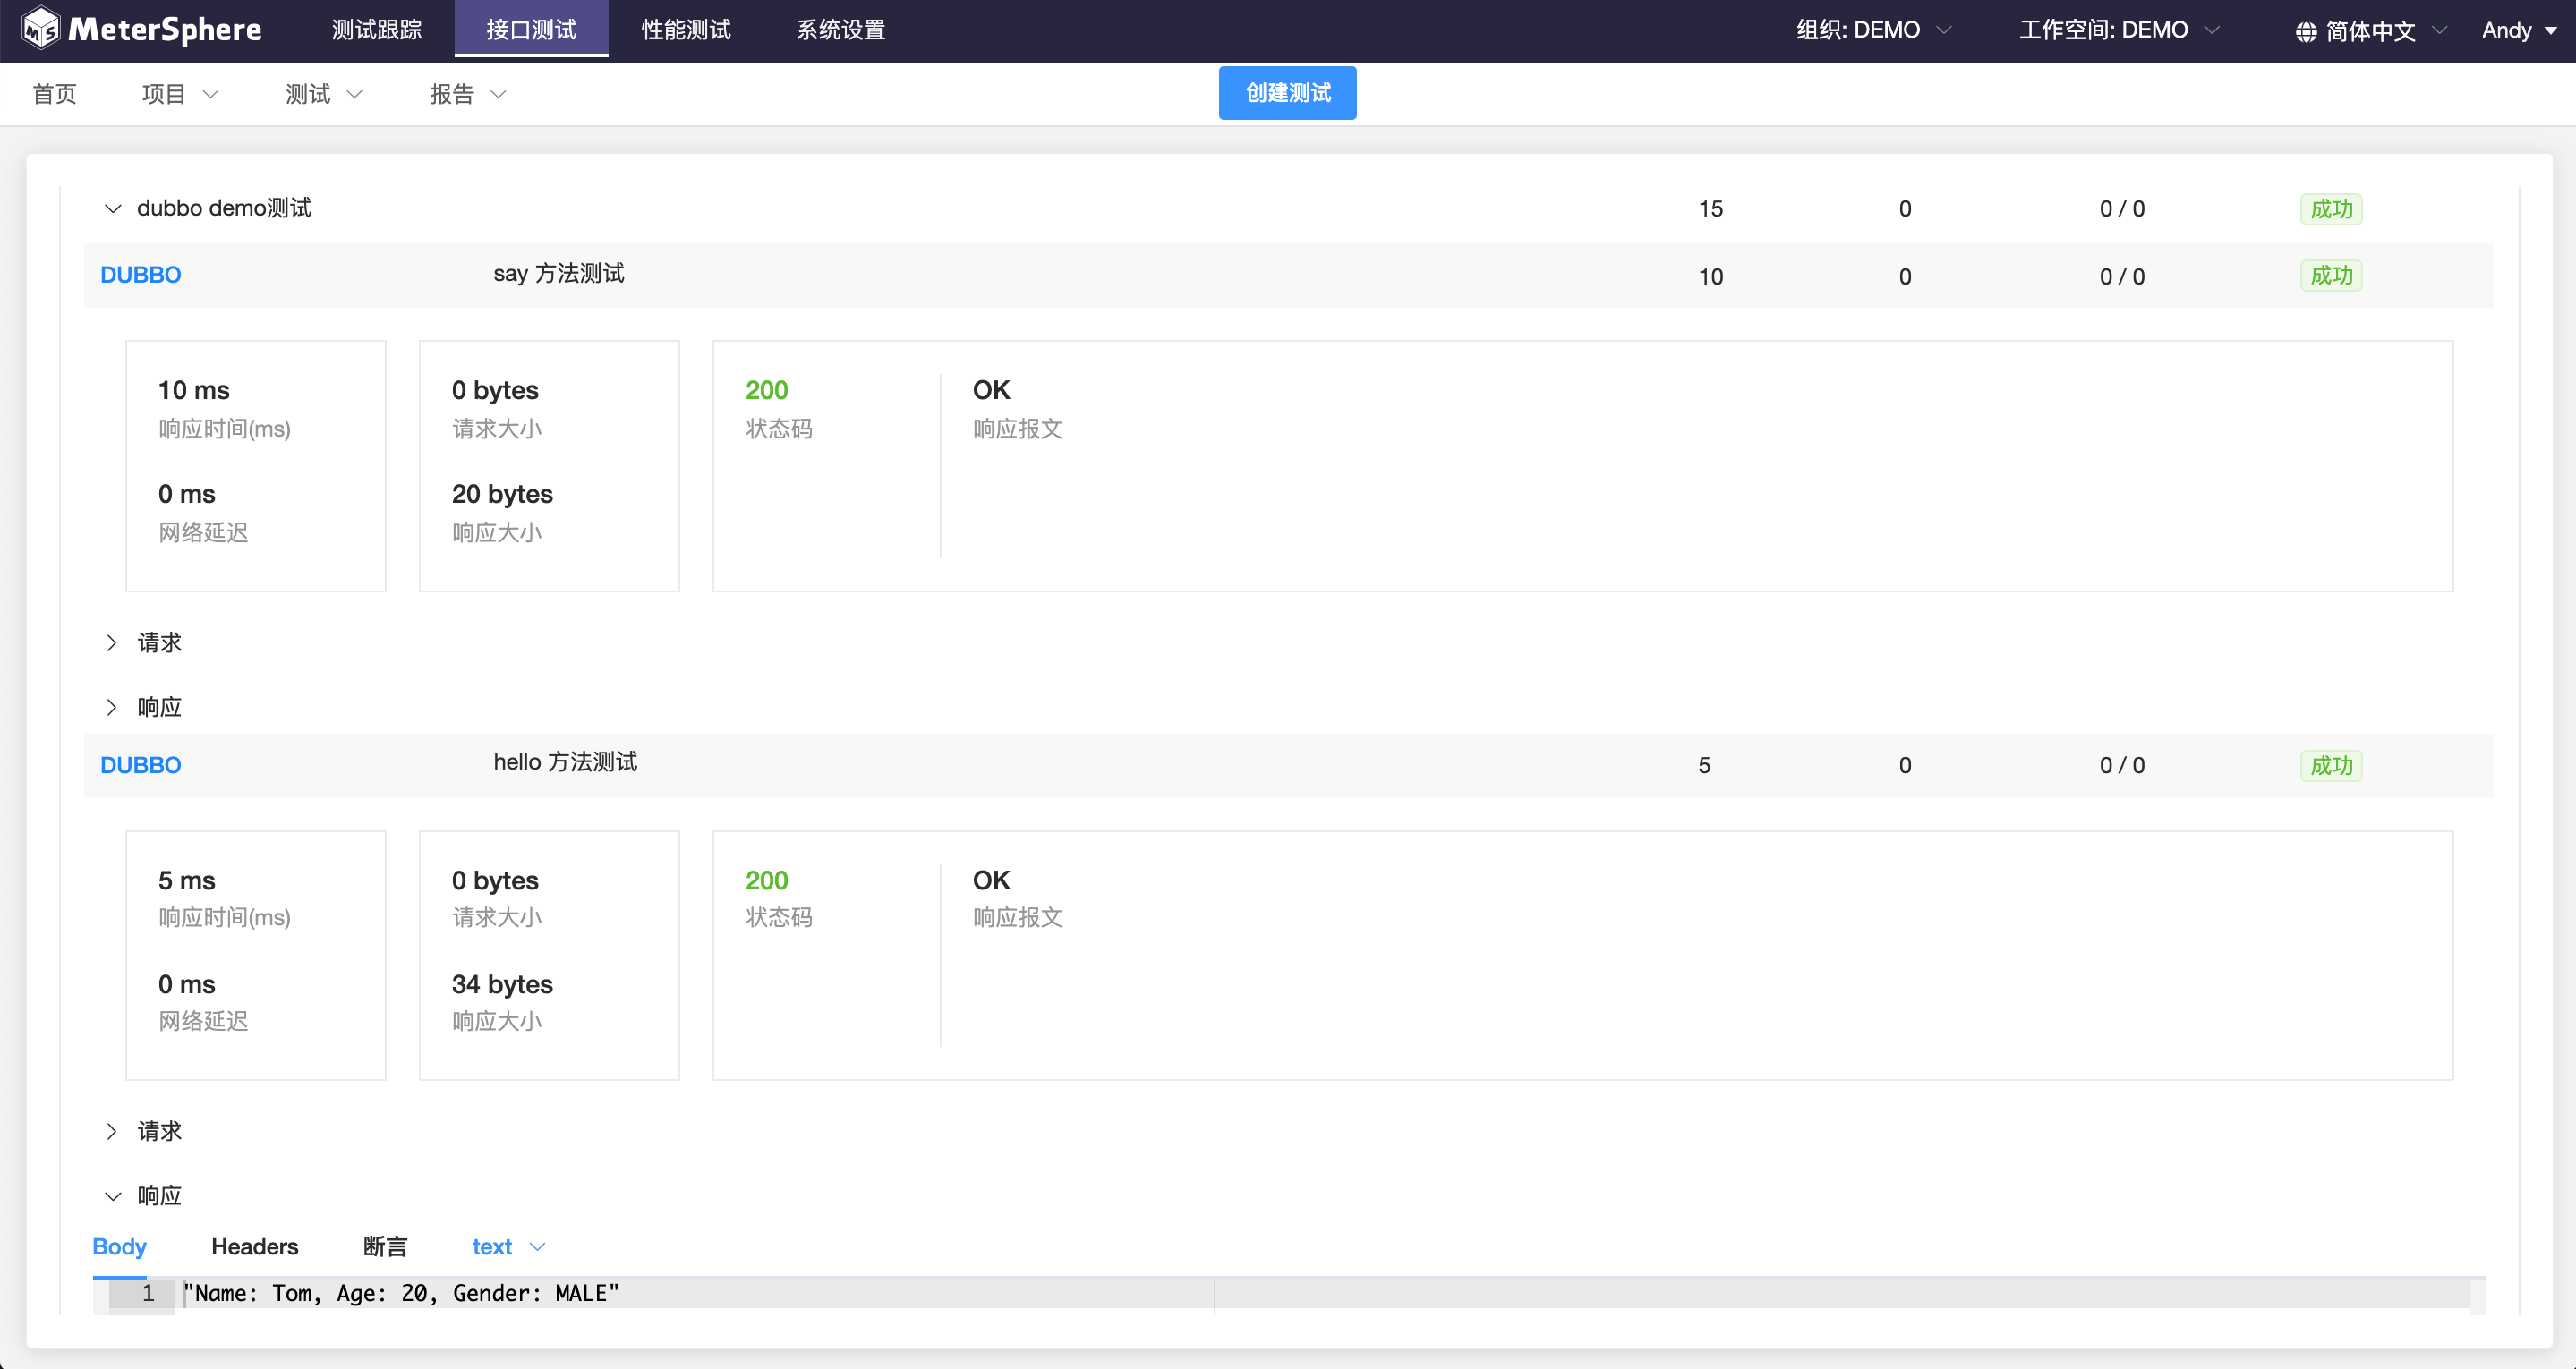 MeterSphere 测试跟踪 接口测试 性能测试 系统设置 组织: DEMO 工作空间: DEMO 简体中文 Andy
首页 项目 测试 报告 创建测试
dubbo demo测试 15 0 0 / 0 成功
DUBBO say 方法测试 10 0 0 / 0 成功
10 ms 0 bytes 200 OK
响应时间(ms) 请求大小 状态码 响应报文
0 ms 20 bytes
网络延迟 响应大小
请求
响应
DUBBO hello 方法测试 5 0 0 / 0 成功
5 ms 0 bytes 200 OK
响应时间(ms) 请求大小 状态码 响应报文
0 ms 34 bytes
网络延迟 响应大小
请求
响应
Body Headers 断言 text
1 "Name: Tom, Age: 20, Gender: MALE"